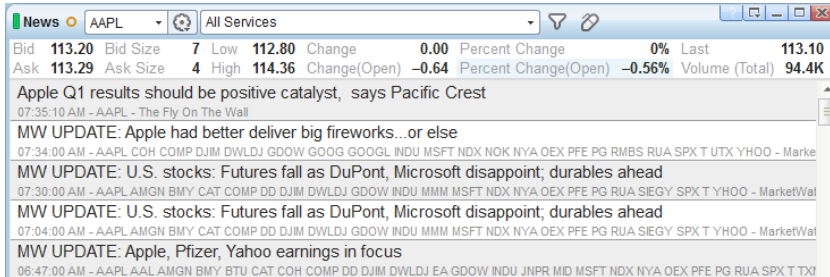 News AAPL All Services
Bid 113.20 Bid Size 7 Low 112.80 Change 0.00 Percent Change 0% Last 113.10
Ask 113.29 Ask Size 4 High 114.36 Change(Open) –0.64 Percent Change(Open) –0.56% Volume (Total) 94.4K
Apple Q1 results should be positive catalyst, says Pacific Crest
07:35:10 AM - AAPL - The Fly On The Wall
MW UPDATE: Apple had better deliver big fireworks...or else
07:34:00 AM - AAPL COH COMP DJIM DWLDJ GDOW GOOG GOOGL INDU MSFT NDX NOK NYA OEX PFE PG RMBS RUA SPX T UTX YHOO - Marke
MW UPDATE: U.S. stocks: Futures fall as DuPont, Microsoft disappoint; durables ahead
07:30:00 AM - AAPL AMGN BMY CAT COMP DD DJIM DWLDJ GDOW INDU MMM MSFT NDX NYA OEX PFE PG RUA SIEGY SPX T YHOO - MarketWat
MW UPDATE: U.S. stocks: Futures fall as DuPont, Microsoft disappoint; durables ahead
07:04:00 AM - AAPL AMGN BMY CAT COMP DD DJIM DWLDJ GDOW INDU MMM MSFT NDX NYA OEX PFE PG RUA SIEGY SPX T YHOO - MarketWat
MW UPDATE: Apple, Pfizer, Yahoo earnings in focus
06:47:00 AM - AAPL AAL AMGN BMY BTU CAT COH COMP DD DJIM DWLDJ EA GDOW INDU JNPR MID MSFT NDX NYA OEX PFE PG RUA SPX T